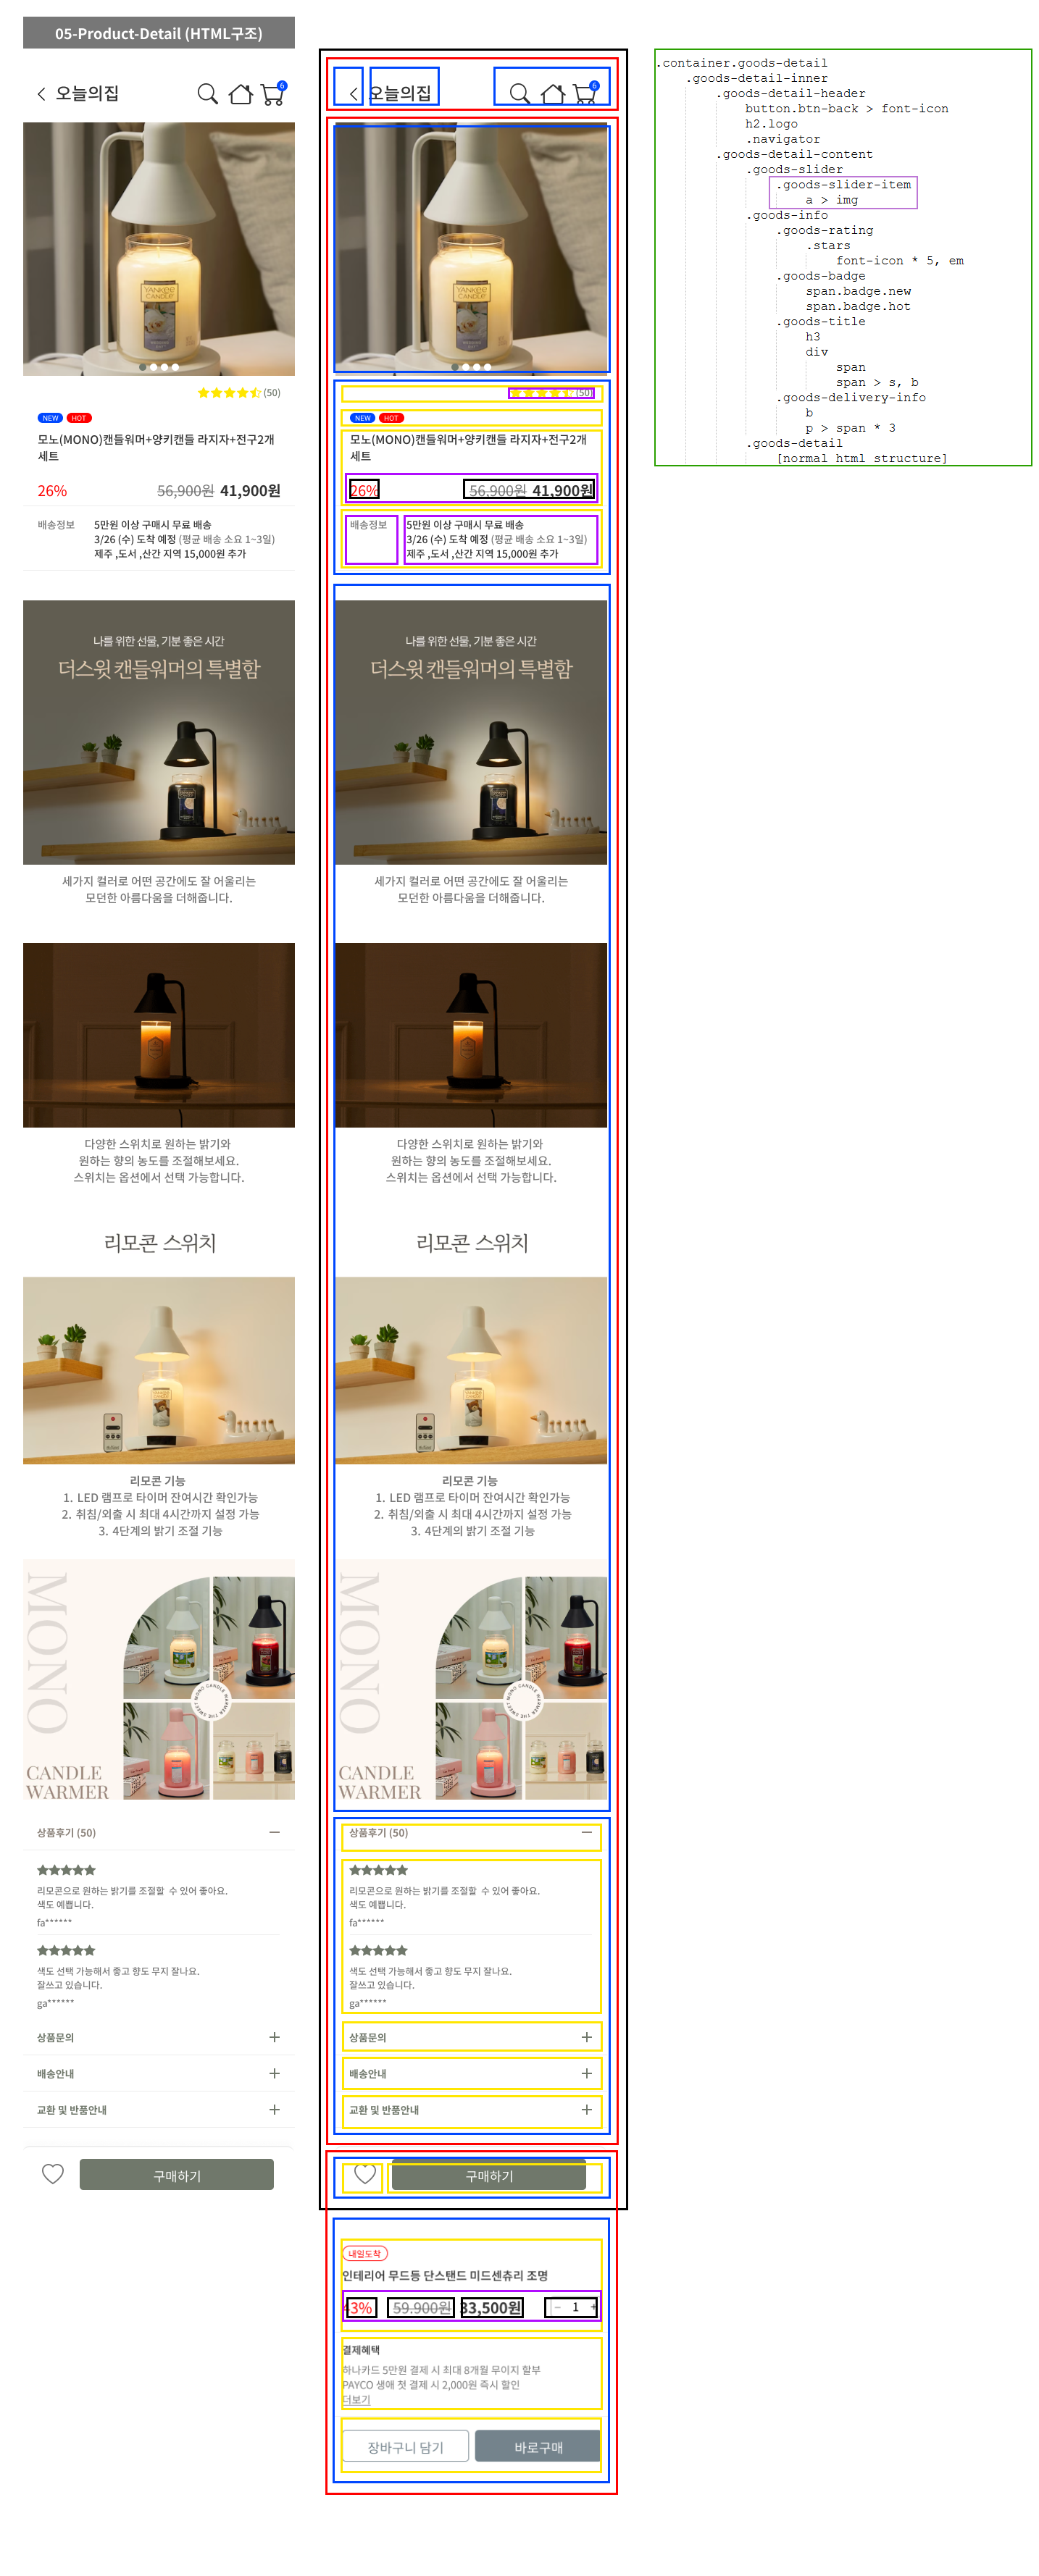 05-Product-Detail (HTML구조)
오늘의집
6
YANKEE
CANDLE
(50)
NEW HOT
모노(MONO)캔들워머+양키캔들 라지자+전구2개
세트
26% 56,900원 41,900원
배송정보 5만원 이상 구매시 무료 배송
3/26 (수) 도착 예정 (평균 배송 소요 1~3일)
제주 ,도서 ,산간 지역 15,000원 추가
나를 위한 선물, 기분 좋은 시간
더스윗 캔들워머의 특별함
세가지 컬러로 어떤 공간에도 잘 어울리는
모던한 아름다움을 더해줍니다.
다양한 스위치로 원하는 밝기와
원하는 향의 농도를 조절해보세요.
스위치는 옵션에서 선택 가능합니다.
리모콘 스위치
리모콘 기능
1. LED 램프로 타이머 잔여시간 확인가능
2. 취침/외출 시 최대 4시간까지 설정 가능
3. 4단계의 밝기 조절 기능
MONO
CANDLE
WARMER
상품후기 (50)
리모콘으로 원하는 밝기를 조절할 수 있어 좋아요.
색도 예쁩니다.
fa******
색도 선택 가능해서 좋고 향도 무지 잘나요.
잘쓰고 있습니다.
ga******
상품문의
배송안내
교환 및 반품안내
구매하기
오늘의집
6
YANKEE
CANDLE
(50)
NEW HOT
모노(MONO)캔들워머+양키캔들 라지자+전구2개
세트
26% 56,900원 41,900원
배송정보 5만원 이상 구매시 무료 배송
3/26 (수) 도착 예정 (평균 배송 소요 1~3일)
제주 ,도서 ,산간 지역 15,000원 추가
나를 위한 선물, 기분 좋은 시간
더스윗 캔들워머의 특별함
세가지 컬러로 어떤 공간에도 잘 어울리는
모던한 아름다움을 더해줍니다.
다양한 스위치로 원하는 밝기와
원하는 향의 농도를 조절해보세요.
스위치는 옵션에서 선택 가능합니다.
리모콘 스위치
리모콘 기능
1. LED 램프로 타이머 잔여시간 확인가능
2. 취침/외출 시 최대 4시간까지 설정 가능
3. 4단계의 밝기 조절 기능
MONO
CANDLE
WARMER
상품후기 (50)
리모콘으로 원하는 밝기를 조절할 수 있어 좋아요.
색도 예쁩니다.
fa******
색도 선택 가능해서 좋고 향도 무지 잘나요.
잘쓰고 있습니다.
ga******
상품문의
배송안내
교환 및 반품안내
구매하기
내일도착
인테리어 무드등 단스탠드 미드센츄리 조명
43% 59.900원 33,500원 − 1 +
결제혜택
하나카드 5만원 결제 시 최대 8개월 무이지 할부
PAYCO 생애 첫 결제 시 2,000원 즉시 할인
더보기
장바구니 담기 바로구매
.container.goods-detail
.goods-detail-inner
.goods-detail-header
button.btn-back > font-icon
h2.logo
.navigator
.goods-detail-content
.goods-slider
.goods-slider-item
a > img
.goods-info
.goods-rating
.stars
font-icon * 5, em
.goods-badge
span.badge.new
span.badge.hot
.goods-title
h3
div
span
span > s, b
.goods-delivery-info
b
p > span * 3
.goods-detail
[normal html structure]